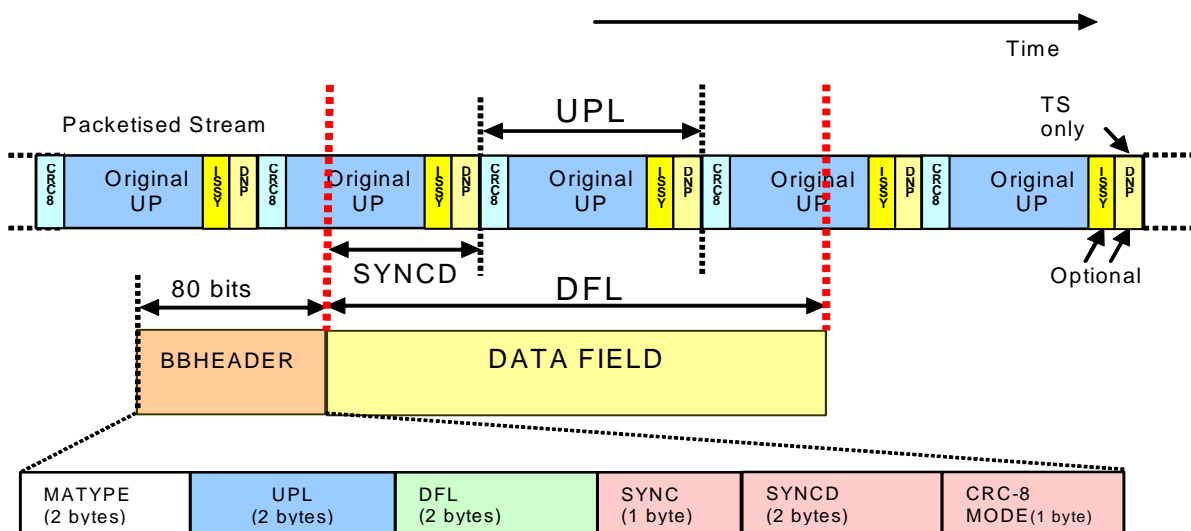 Time
UPL
TS
only
Packetised Stream
CRC8
Original
UP
ISSY
DNP
CRC8
Original
UP
ISSY
DNP
CRC8
Original
UP
ISSY
DNP
CRC8
Original
UP
ISSY
DNP
CRC8
Original
UP
ISSY
DNP
SYNCD
Optional
80 bits
DFL
BBHEADER
DATA FIELD
MATYPE
(2 bytes)
UPL
(2 bytes)
DFL
(2 bytes)
SYNC
(1 byte)
SYNCD
(2 bytes)
CRC-8
MODE(1 byte)